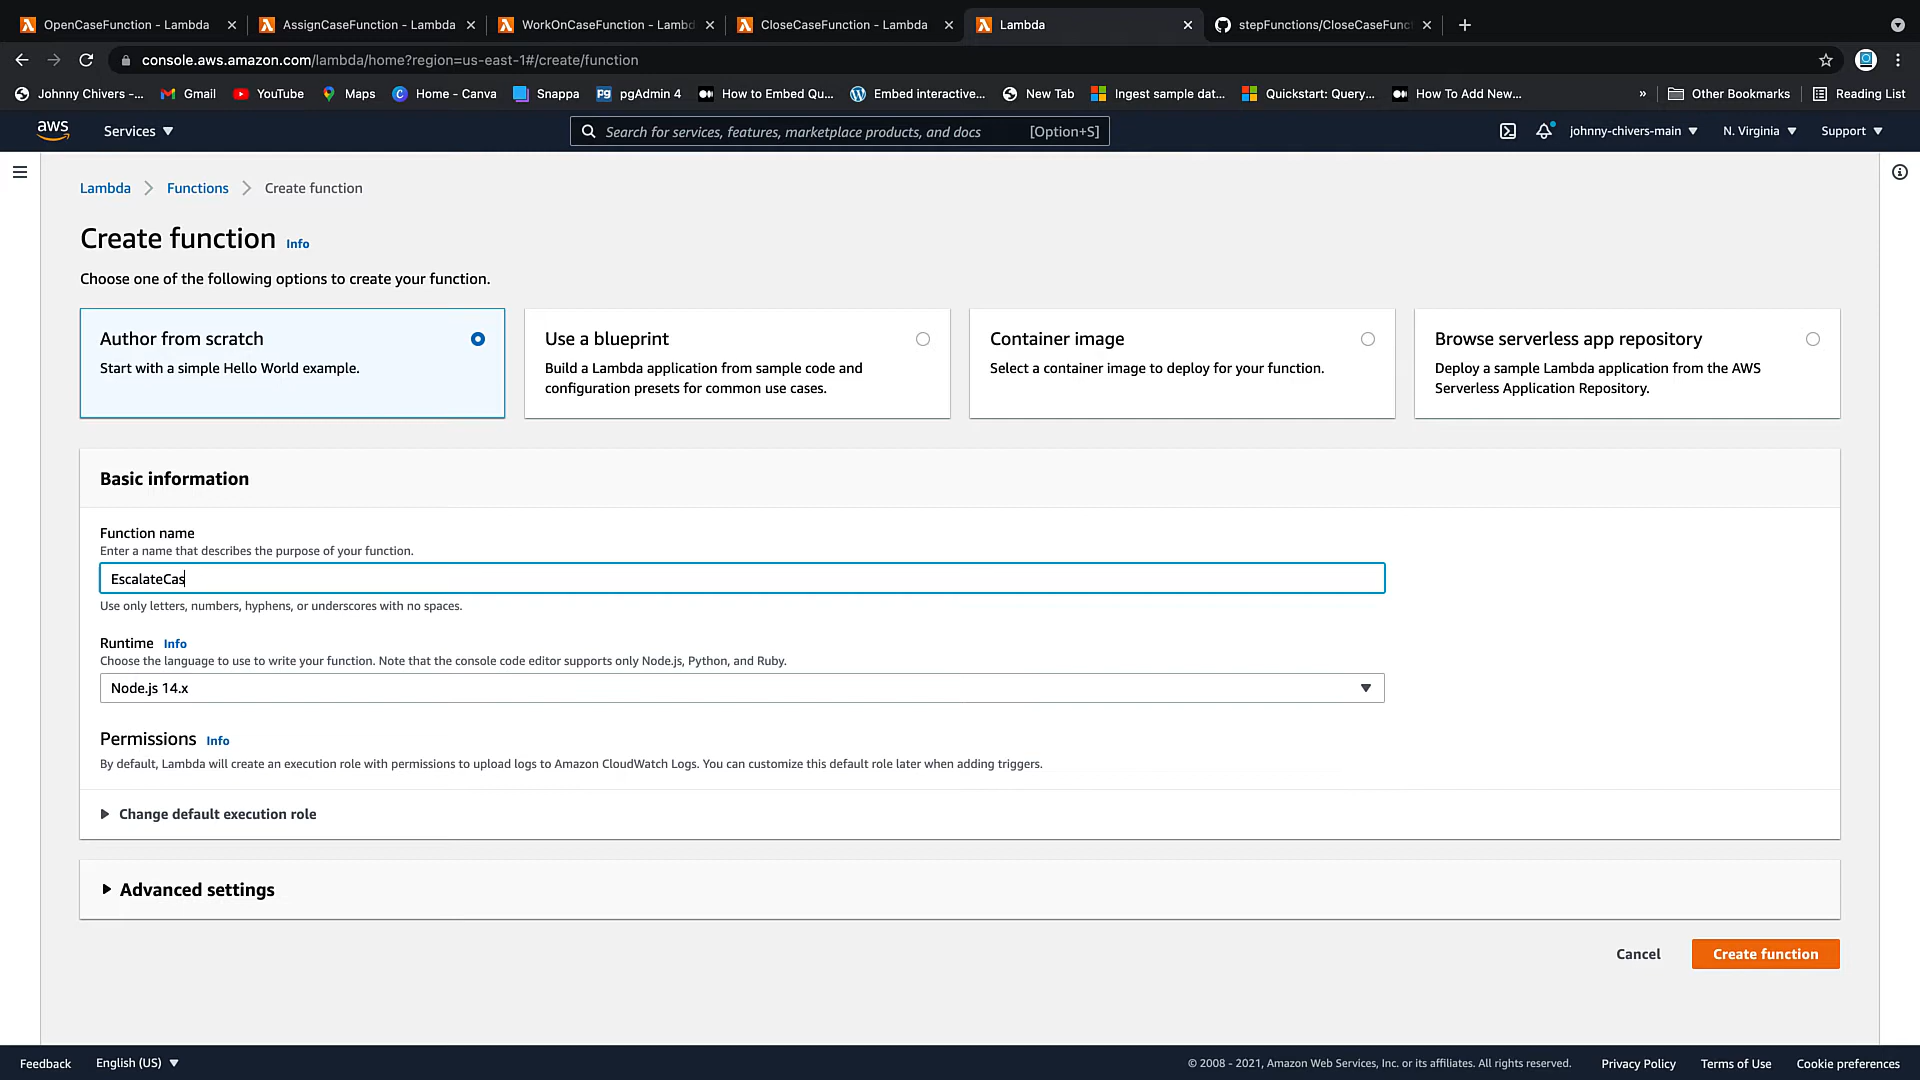 OpenCaseFunction - Lambda
AssignCaseFunction - Lambda
WorkOnCaseFunction - Lambd
CloseCaseFunction - Lambda
Lambda
stepFunctions/CloseCaseFunc
console.aws.amazon.com/lambda/home?region=us-east-1#/create/function
Johnny Chivers -... Gmail YouTube Maps Home - Canva Snappa pgAdmin 4 How to Embed Qu... Embed interactive... New Tab Ingest sample dat... Quickstart: Query... How To Add New... » Other Bookmarks Reading List
aws Services Search for services, features, marketplace products, and docs [Option+S] johnny-chivers-main N. Virginia Support
Lambda Functions Create function
Create function Info
Choose one of the following options to create your function.
Author from scratch
Start with a simple Hello World example.
Use a blueprint
Build a Lambda application from sample code and
configuration presets for common use cases.
Container image
Select a container image to deploy for your function.
Browse serverless app repository
Deploy a sample Lambda application from the AWS
Serverless Application Repository.
Basic information
Function name
Enter a name that describes the purpose of your function.
EscalateCas
Use only letters, numbers, hyphens, or underscores with no spaces.
Runtime Info
Choose the language to use to write your function. Note that the console code editor supports only Node.js, Python, and Ruby.
Node.js 14.x
Permissions Info
By default, Lambda will create an execution role with permissions to upload logs to Amazon CloudWatch Logs. You can customize this default role later when adding triggers.
Change default execution role
Advanced settings
Cancel Create function
Feedback English (US) © 2008 - 2021, Amazon Web Services, Inc. or its affiliates. All rights reserved. Privacy Policy Terms of Use Cookie preferences